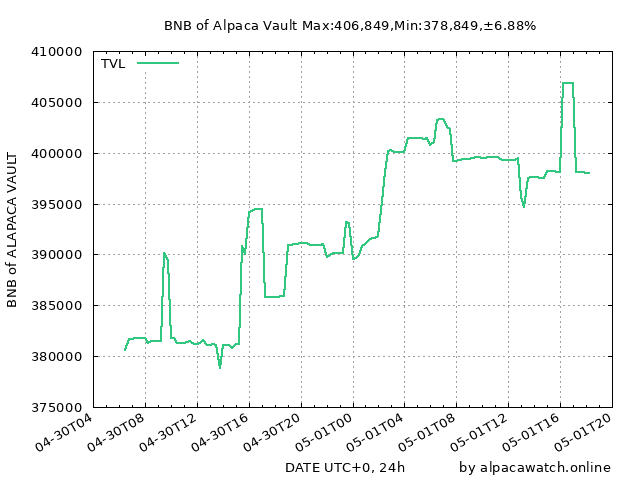 BNB of Alpaca Vault Max:406,849,Min:378,849,±6.88%
TVL
410000
405000
400000
395000
390000
385000
380000
375000
BNB of ALAPACA VAULT
04-30T04
04-30T08
04-30T12
04-30T16
04-30T20
05-01T00
05-01T04
05-01T08
05-01T12
05-01T16
05-01T20
DATE UTC+0, 24h
by alpacawatch.online